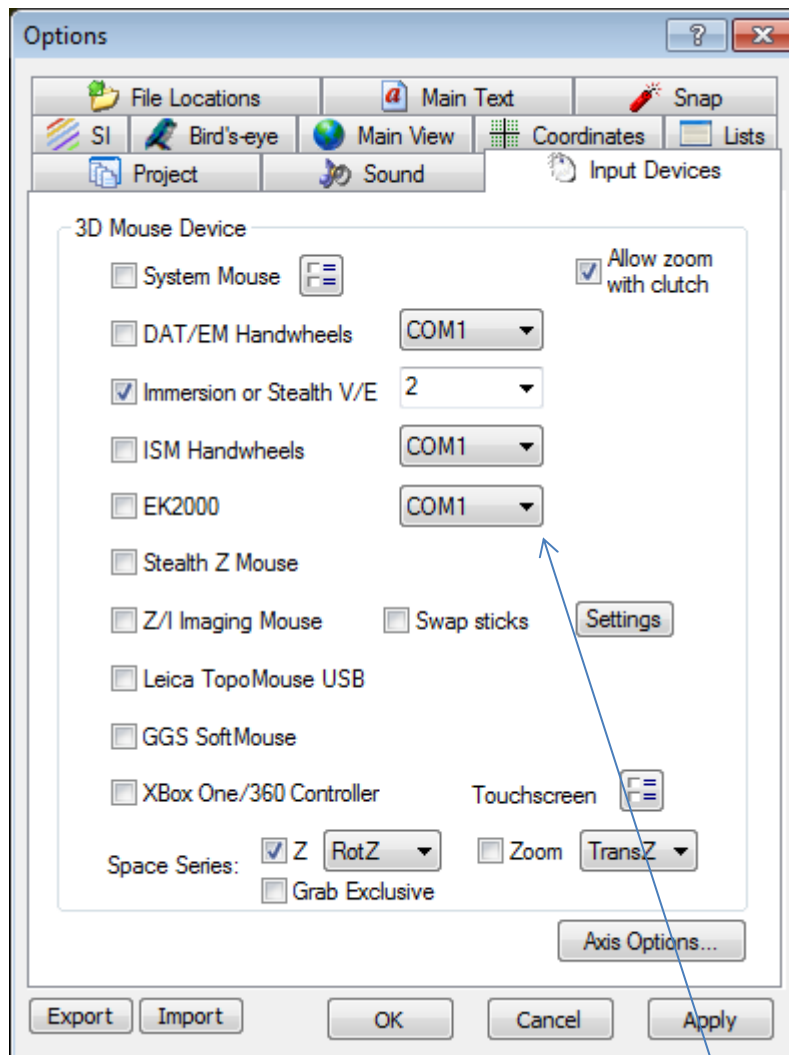 Options
File Locations Main Text Snap
SI Bird's-eye Main View Coordinates Lists
Project Sound Input Devices
3D Mouse Device
System Mouse Allow zoom
with clutch
DAT/EM Handwheels COM1
Immersion or Stealth V/E 2
ISM Handwheels COM1
EK2000 COM1
Stealth Z Mouse
Z/I Imaging Mouse Swap sticks Settings
Leica TopoMouse USB
GGS SoftMouse
XBox One/360 Controller Touchscreen
Space Series: Z RotZ Zoom TransZ
Grab Exclusive
Axis Options...
Export Import OK Cancel Apply